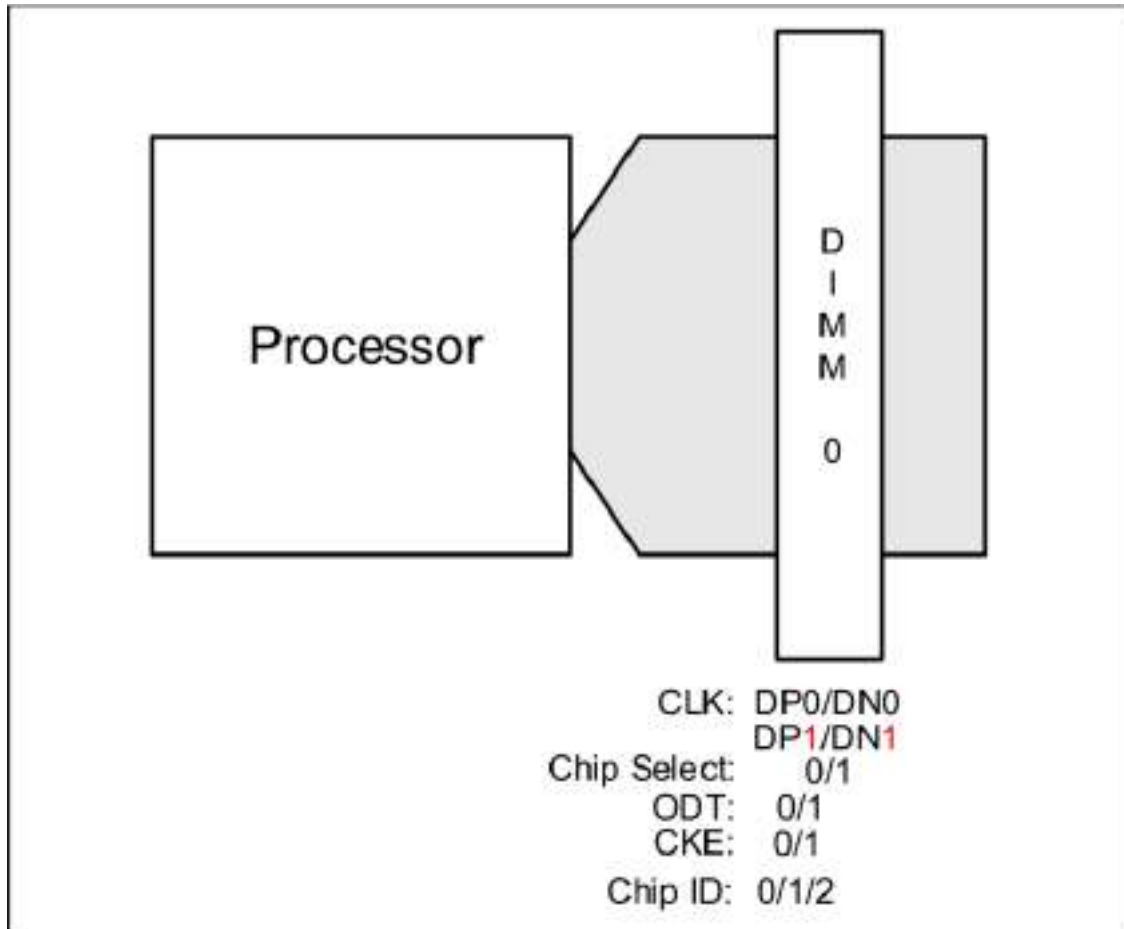 Processor
D
I
M
M
0
CLK: DP0/DN0
DP1/DN1
Chip Select: 0/1
ODT: 0/1
CKE: 0/1
Chip ID: 0/1/2